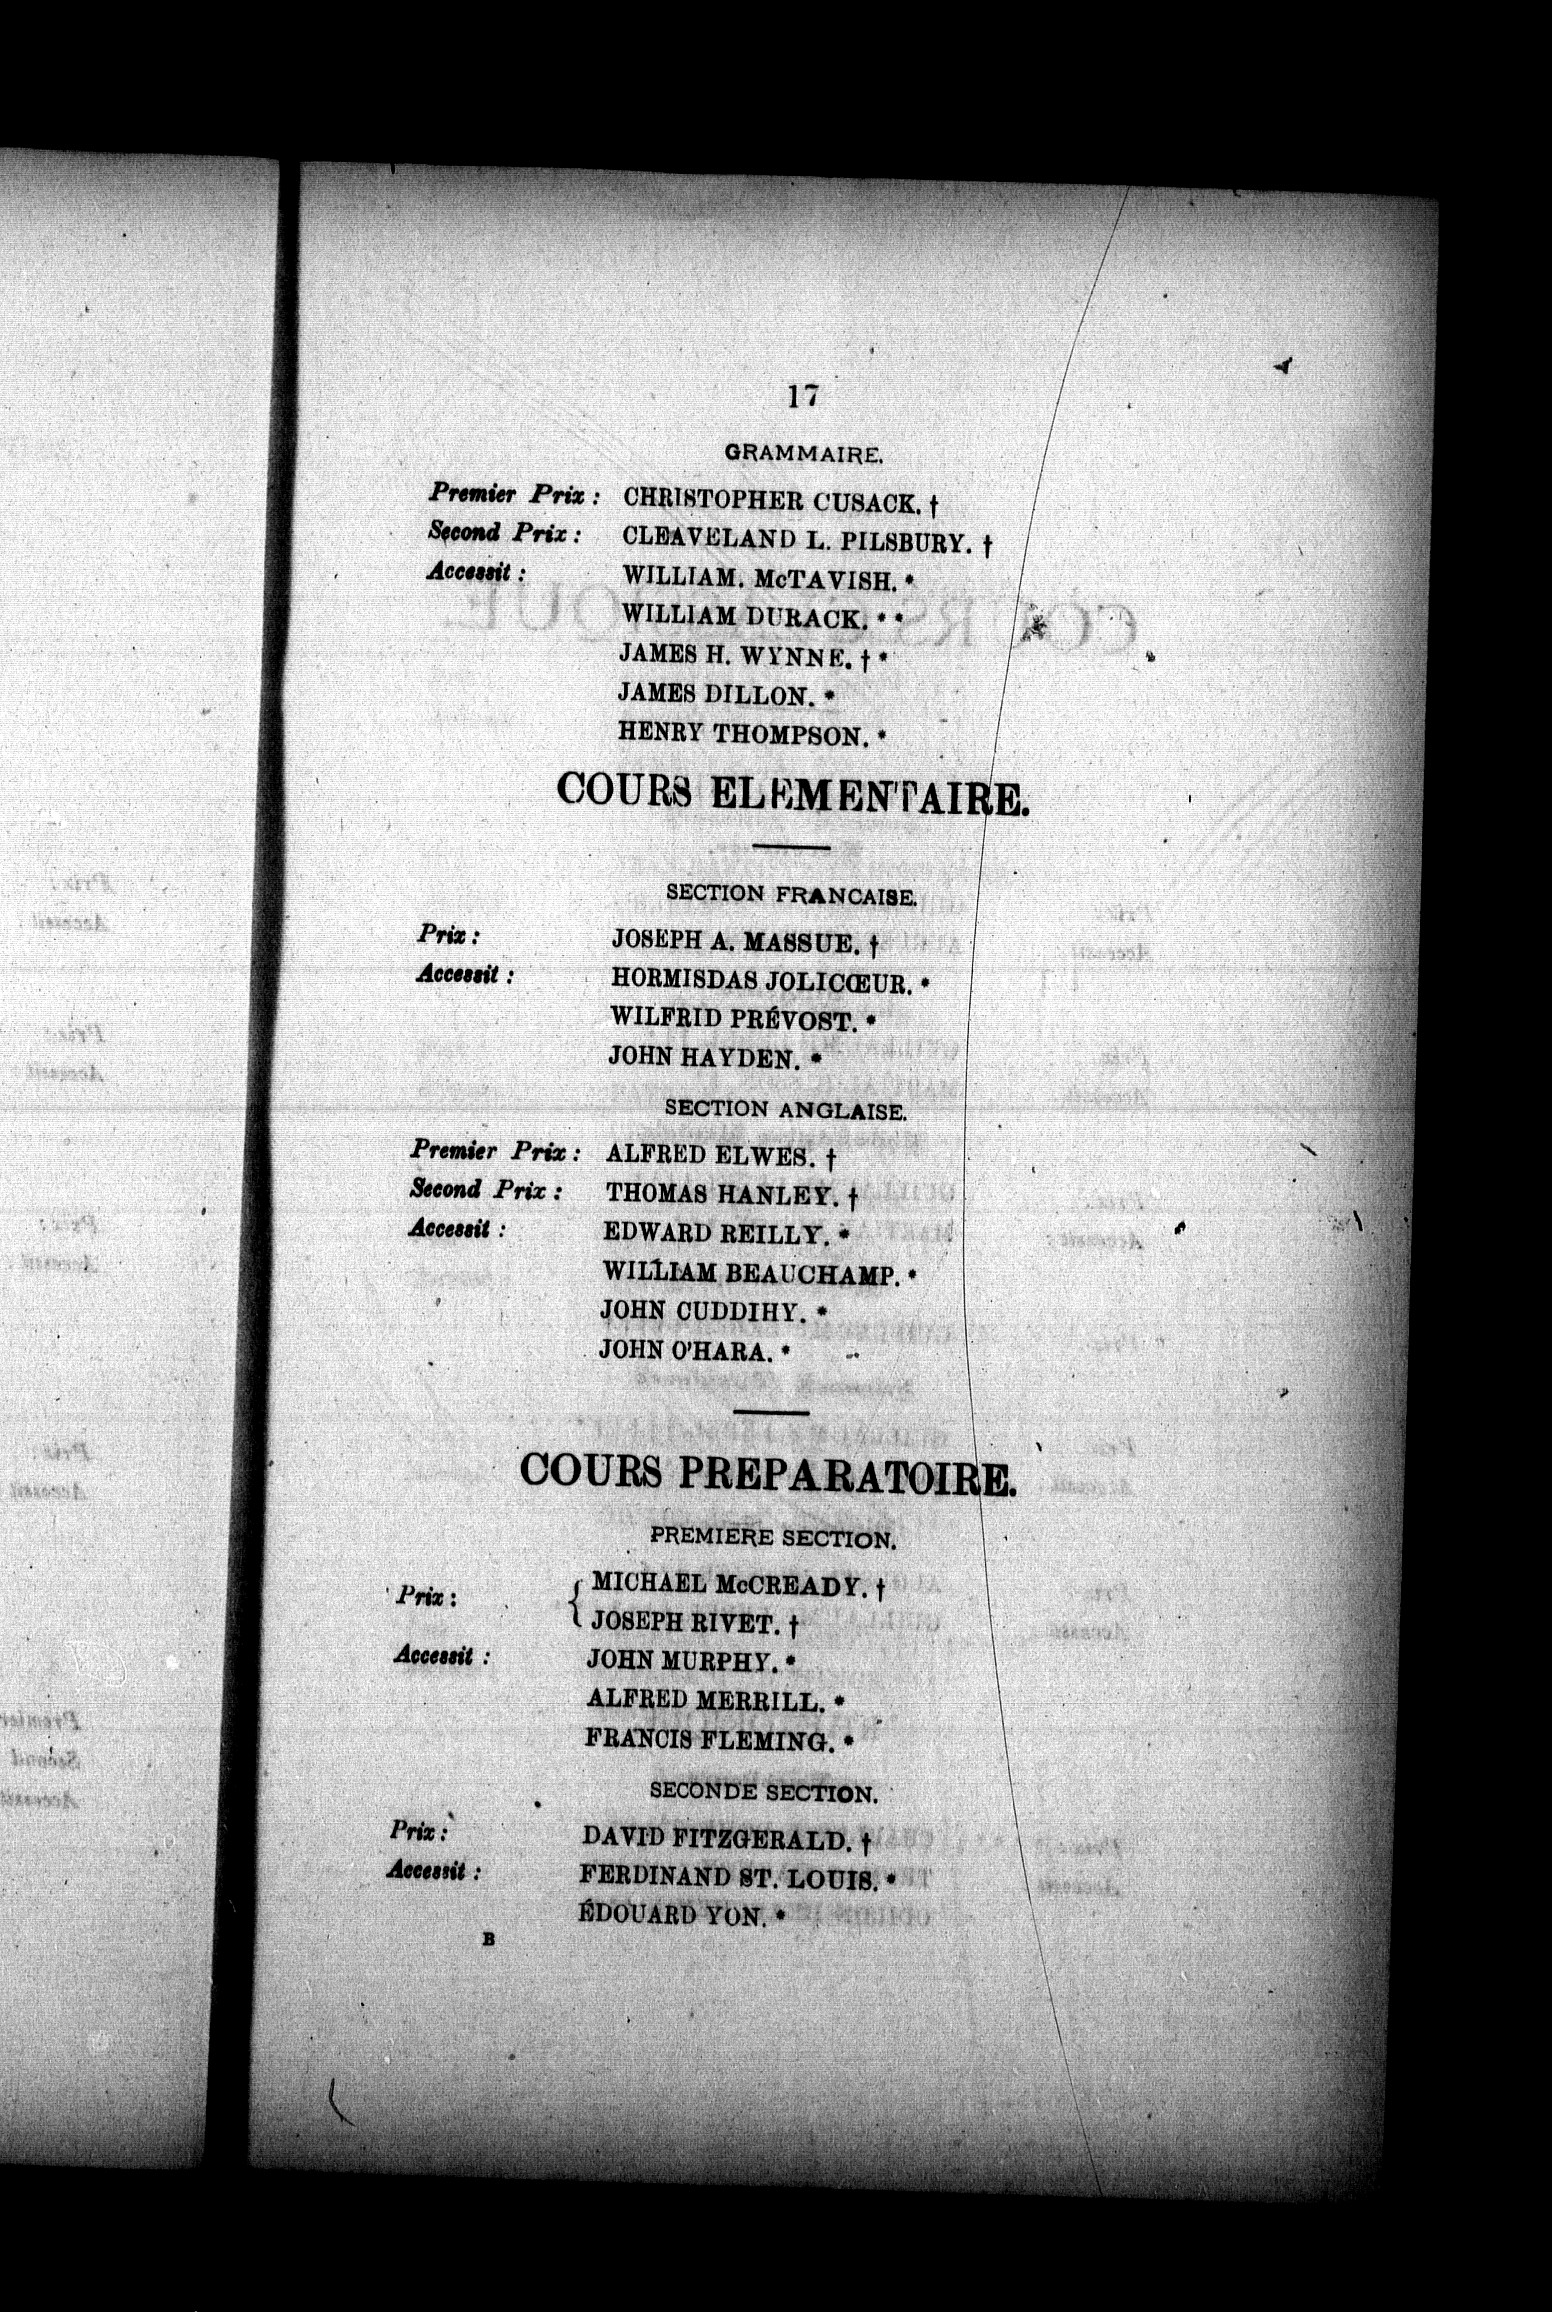 17
GRAMMAIRE.
Premier Prix : CHRISTOPHER CUSACK. †
Second Prix : CLEAVELAND L. PILSBURY. †
Accessit : WILLIAM. McTAVISH. *
WILLIAM DURACK. * *
JAMES H. WYNNE. † *
JAMES DILLON. *
HENRY THOMPSON. *
COURS ELEMENTAIRE.
SECTION FRANCAISE.
Prix : JOSEPH A. MASSUE. †
Accessit : HORMISDAS JOLICŒUR. *
WILFRID PRÉVOST. *
JOHN HAYDEN. *
SECTION ANGLAISE.
Premier Prix : ALFRED ELWES. †
Second Prix : THOMAS HANLEY. †
Accessit : EDWARD REILLY. *
WILLIAM BEAUCHAMP. *
JOHN CUDDIHY. *
JOHN O'HARA. *
COURS PREPARATOIRE.
PREMIERE SECTION.
Prix : { MICHAEL McCREADY. †
JOSEPH RIVET. †
Accessit : JOHN MURPHY. *
ALFRED MERRILL. *
FRANCIS FLEMING. *
SECONDE SECTION.
Prix : DAVID FITZGERALD. †
Accessit : FERDINAND ST. LOUIS. *
ÉDOUARD YON. *
B